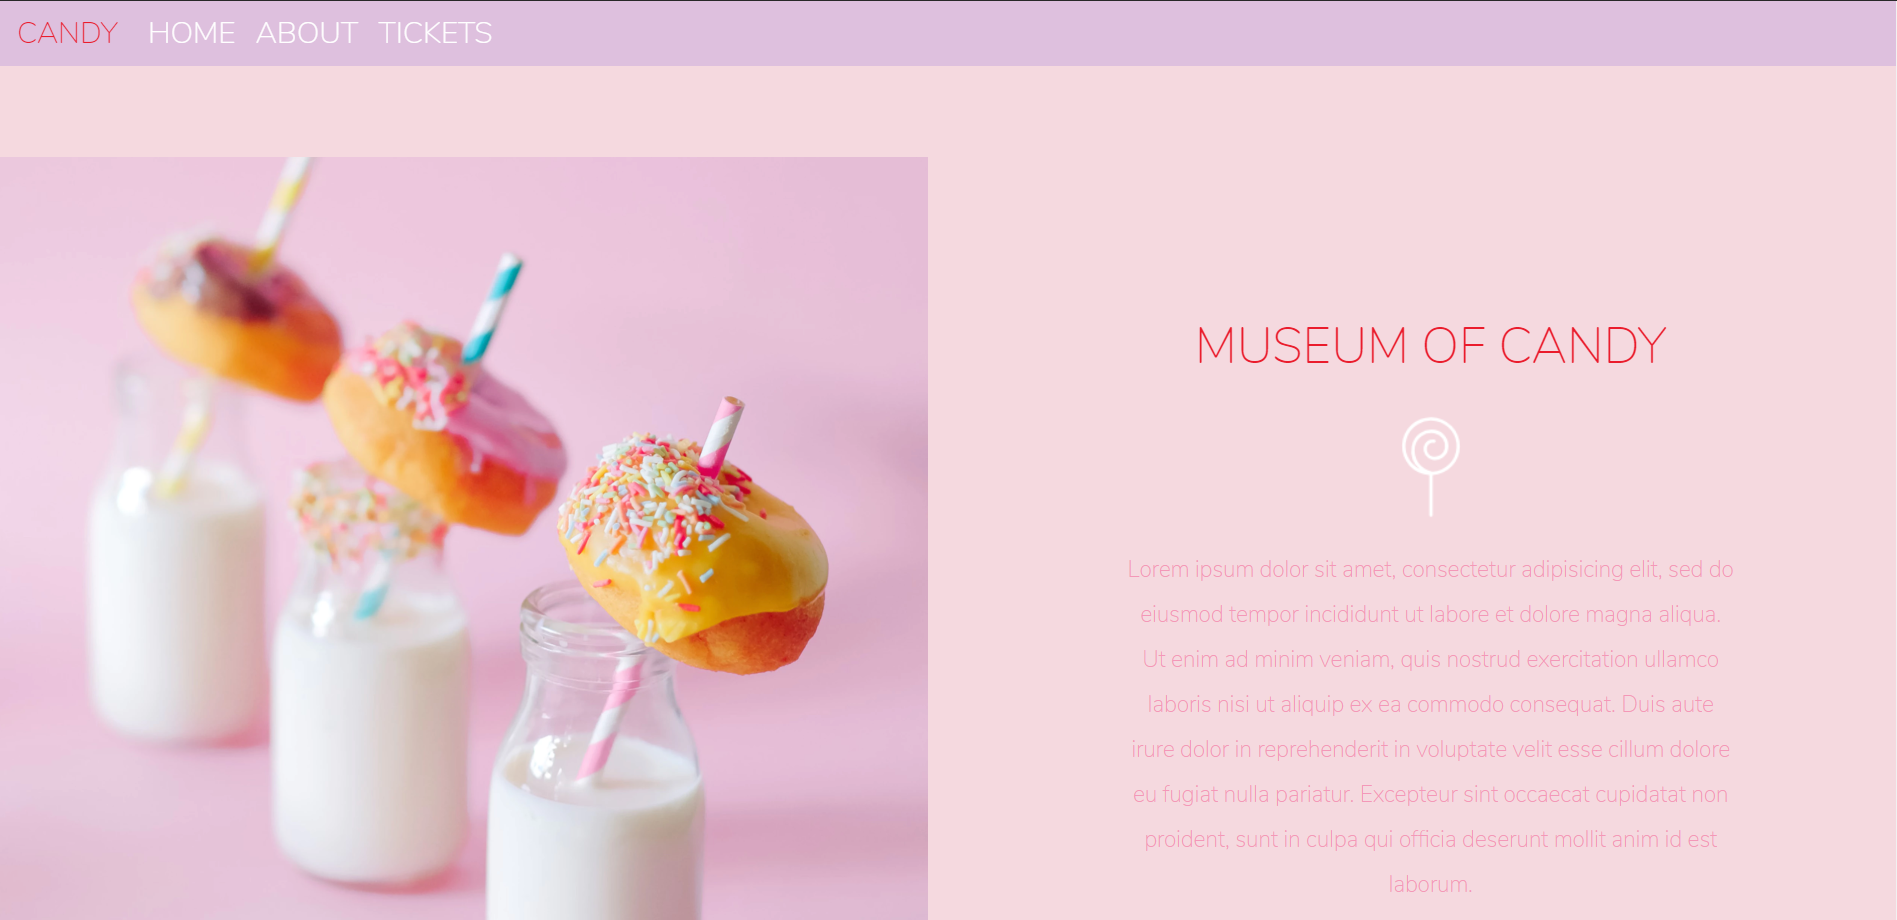 CANDY HOME ABOUT TICKETS
MUSEUM OF CANDY
Lorem ipsum dolor sit amet, consectetur adipisicing elit, sed do
eiusmod tempor incididunt ut labore et dolore magna aliqua.
Ut enim ad minim veniam, quis nostrud exercitation ullamco
laboris nisi ut aliquip ex ea commodo consequat. Duis aute
irure dolor in reprehenderit in voluptate velit esse cillum dolore
eu fugiat nulla pariatur. Excepteur sint occaecat cupidatat non
proident, sunt in culpa qui officia deserunt mollit anim id est
laborum.